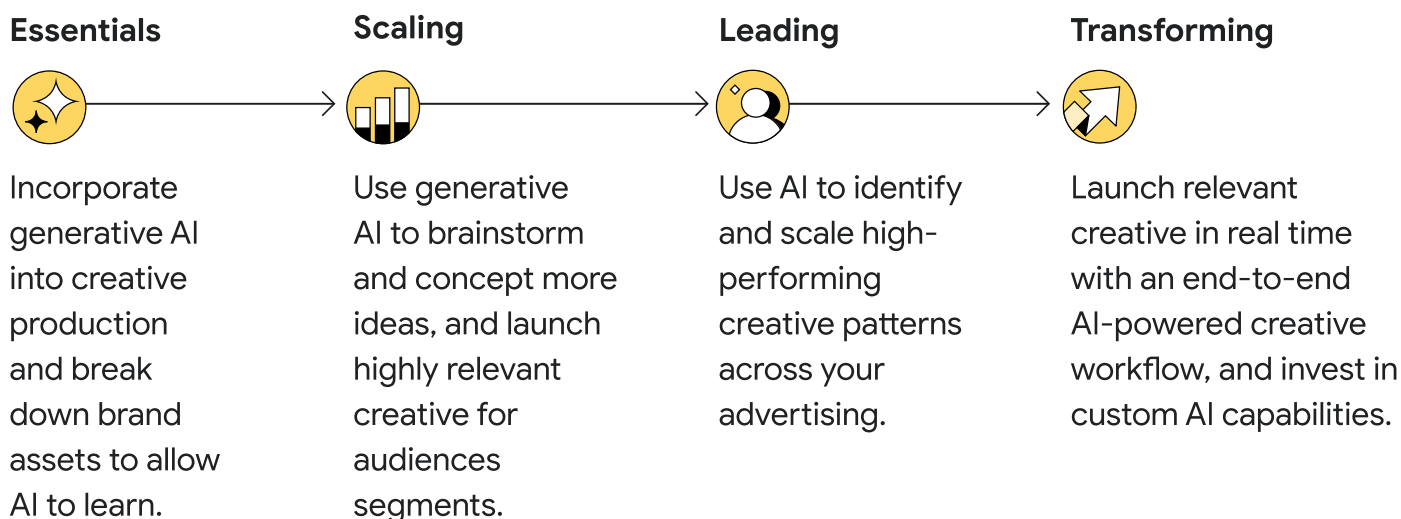 Essentials
Incorporate
generative AI
into creative
production
and break
down brand
assets to allow
AI to learn.
Scaling
Use generative
AI to brainstorm
and concept more
ideas, and launch
highly relevant
creative for
audiences
segments.
Leading
Use AI to identify
and scale high-
performing
creative patterns
across your
advertising.
Transforming
Launch relevant
creative in real time
with an end-to-end
AI-powered creative
workflow, and invest in
custom AI capabilities.